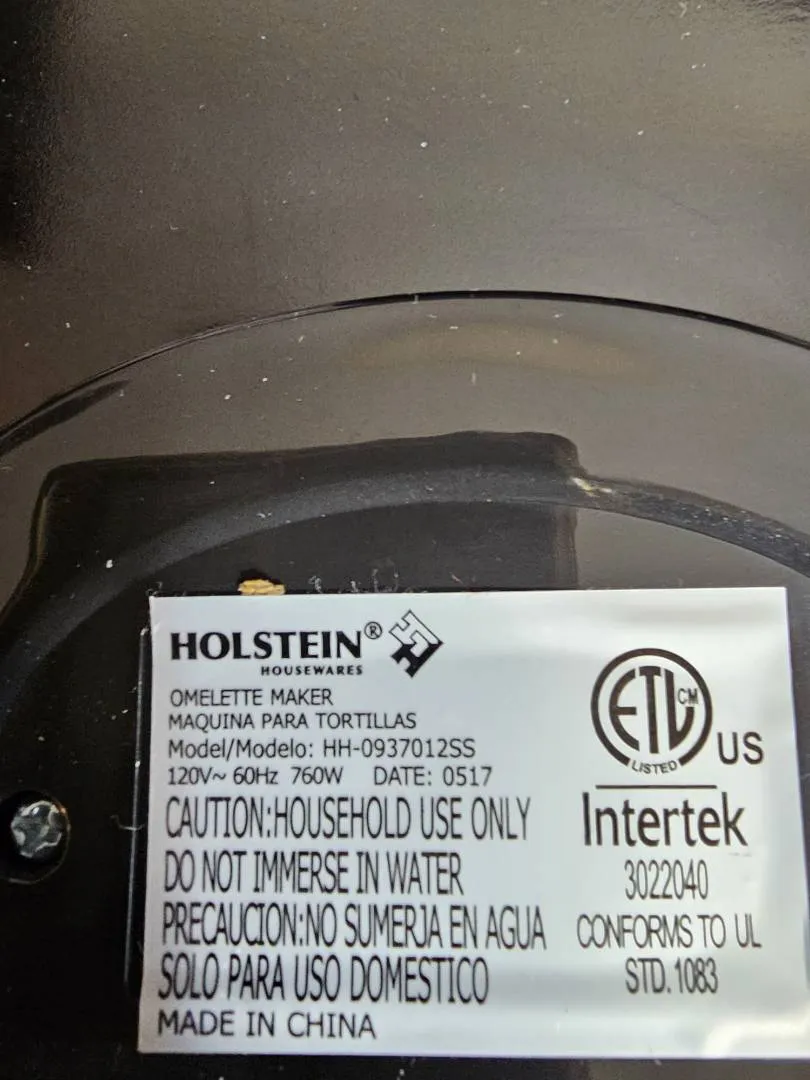 HOLSTEIN®
HOUSEWARES
OMELETTE MAKER
MAQUINA PARA TORTILLAS
Model/Modelo: HH-0937012SS
120V~ 60Hz 760W DATE: 0517
CAUTION:HOUSEHOLD USE ONLY
DO NOT IMMERSE IN WATER
PRECAUCION:NO SUMERJA EN AGUA
SOLO PARA USO DOMESTICO
MADE IN CHINA
ETL CM
LISTED
US
Intertek
3022040
CONFORMS TO UL
STD.1083